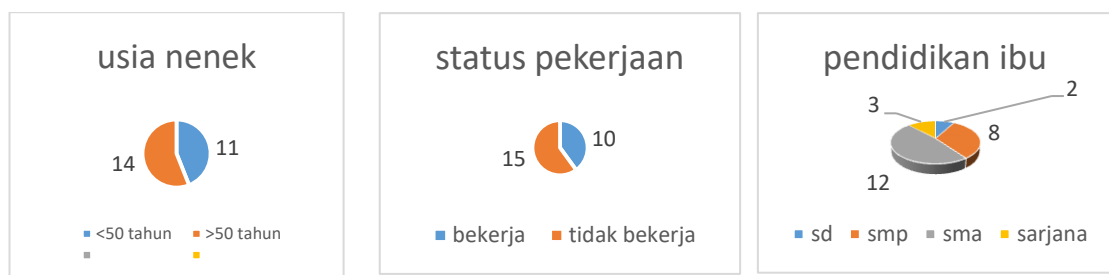 usia nenek
11
14
<50 tahun >50 tahun
status pekerjaan
10
15
bekerja tidak bekerja
pendidikan ibu
2
3
8
12
sd smp sma sarjana